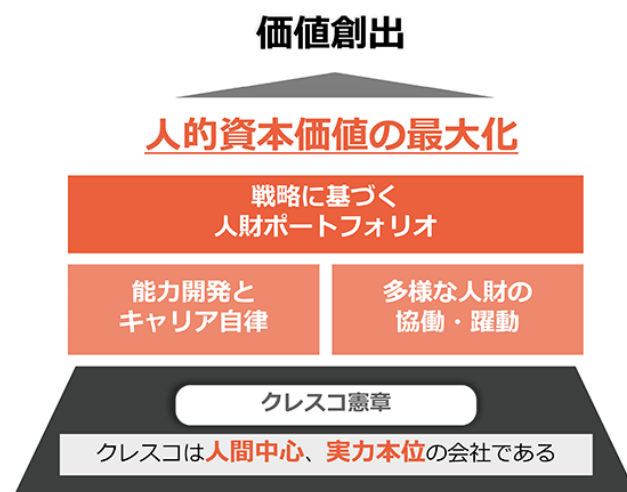 価値創出
人的資本価値の最大化
戦略に基づく
人財ポートフォリオ
能力開発と
キャリア自律
多様な人財の
協働・躍動
クレスコ憲章
クレスコは人間中心、実力本位の会社である